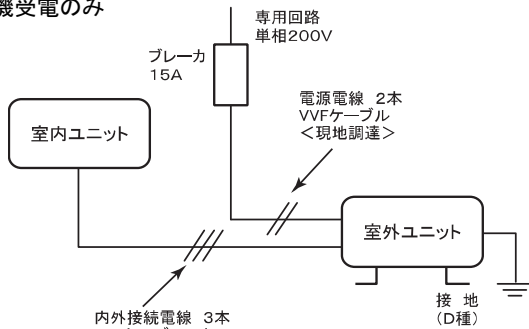 機受電のみ
専用回路
単相200V
ブレーカ
15A
電源電線 2本
VVFケーブル
＜現地調達＞
室内ユニット
室外ユニット
接 地
（D種）
内外接続電線 3本